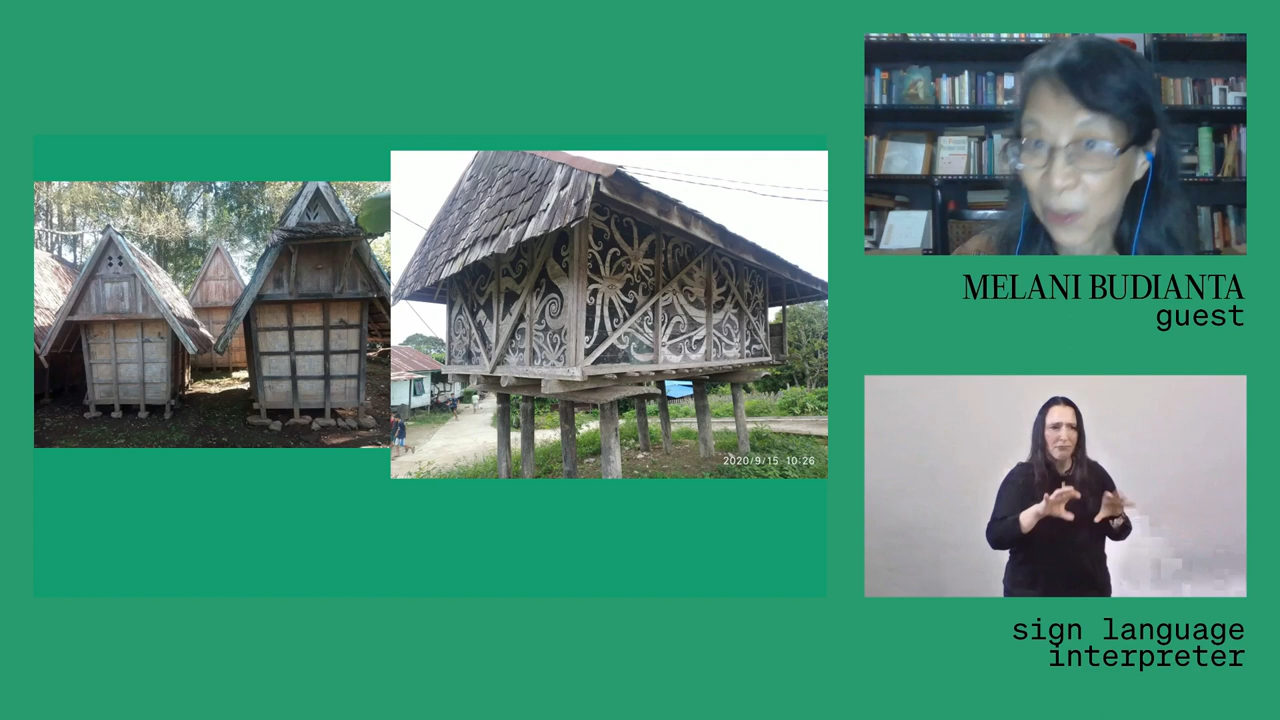 2020/9/15 10:26
MELANI BUDIANTA
guest
sign language
interpreter